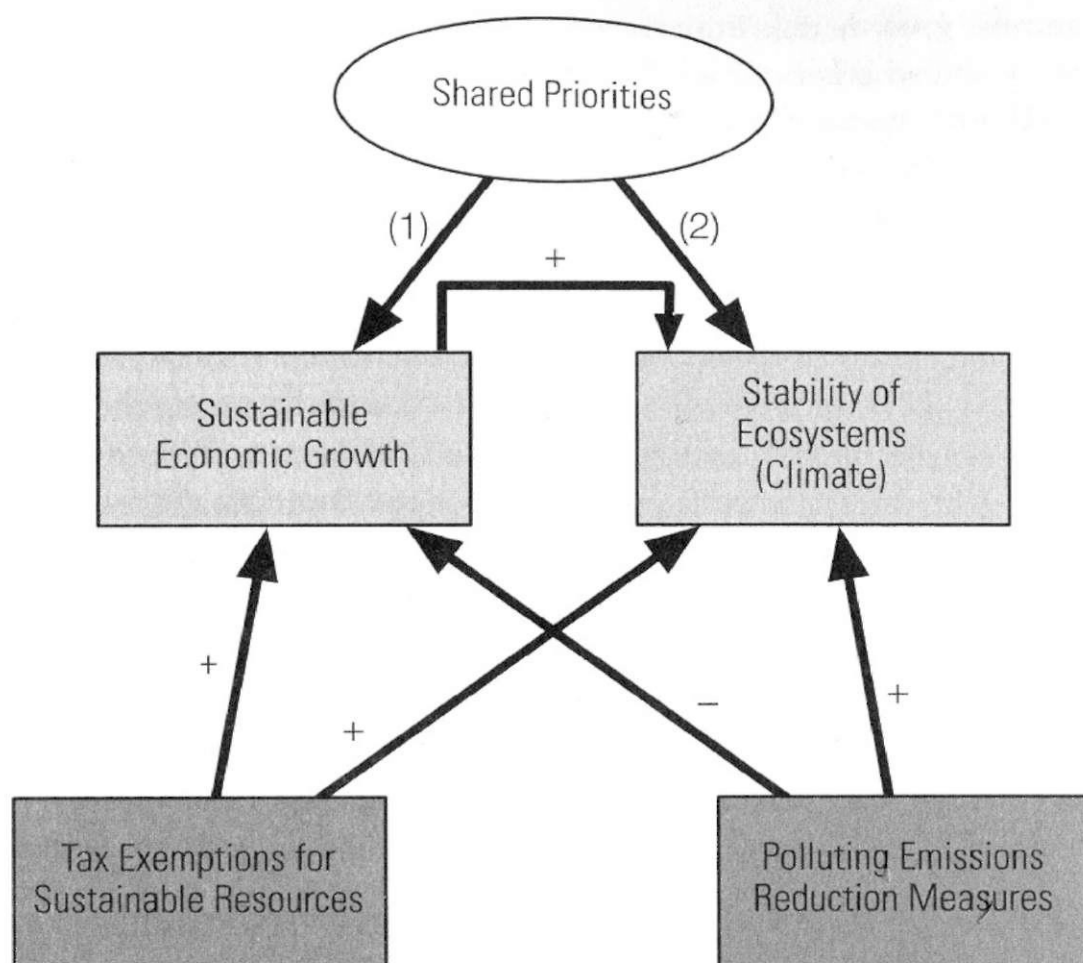 Shared Priorities
(1)
(2)
+
Sustainable
Economic Growth
Stability of
Ecosystems
(Climate)
+
+
–
+
Tax Exemptions for
Sustainable Resources
Polluting Emissions
Reduction Measures